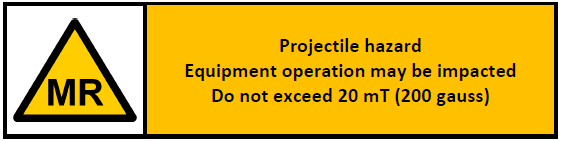 MR
Projectile hazard
Equipment operation may be impacted
Do not exceed 20 mT (200 gauss)